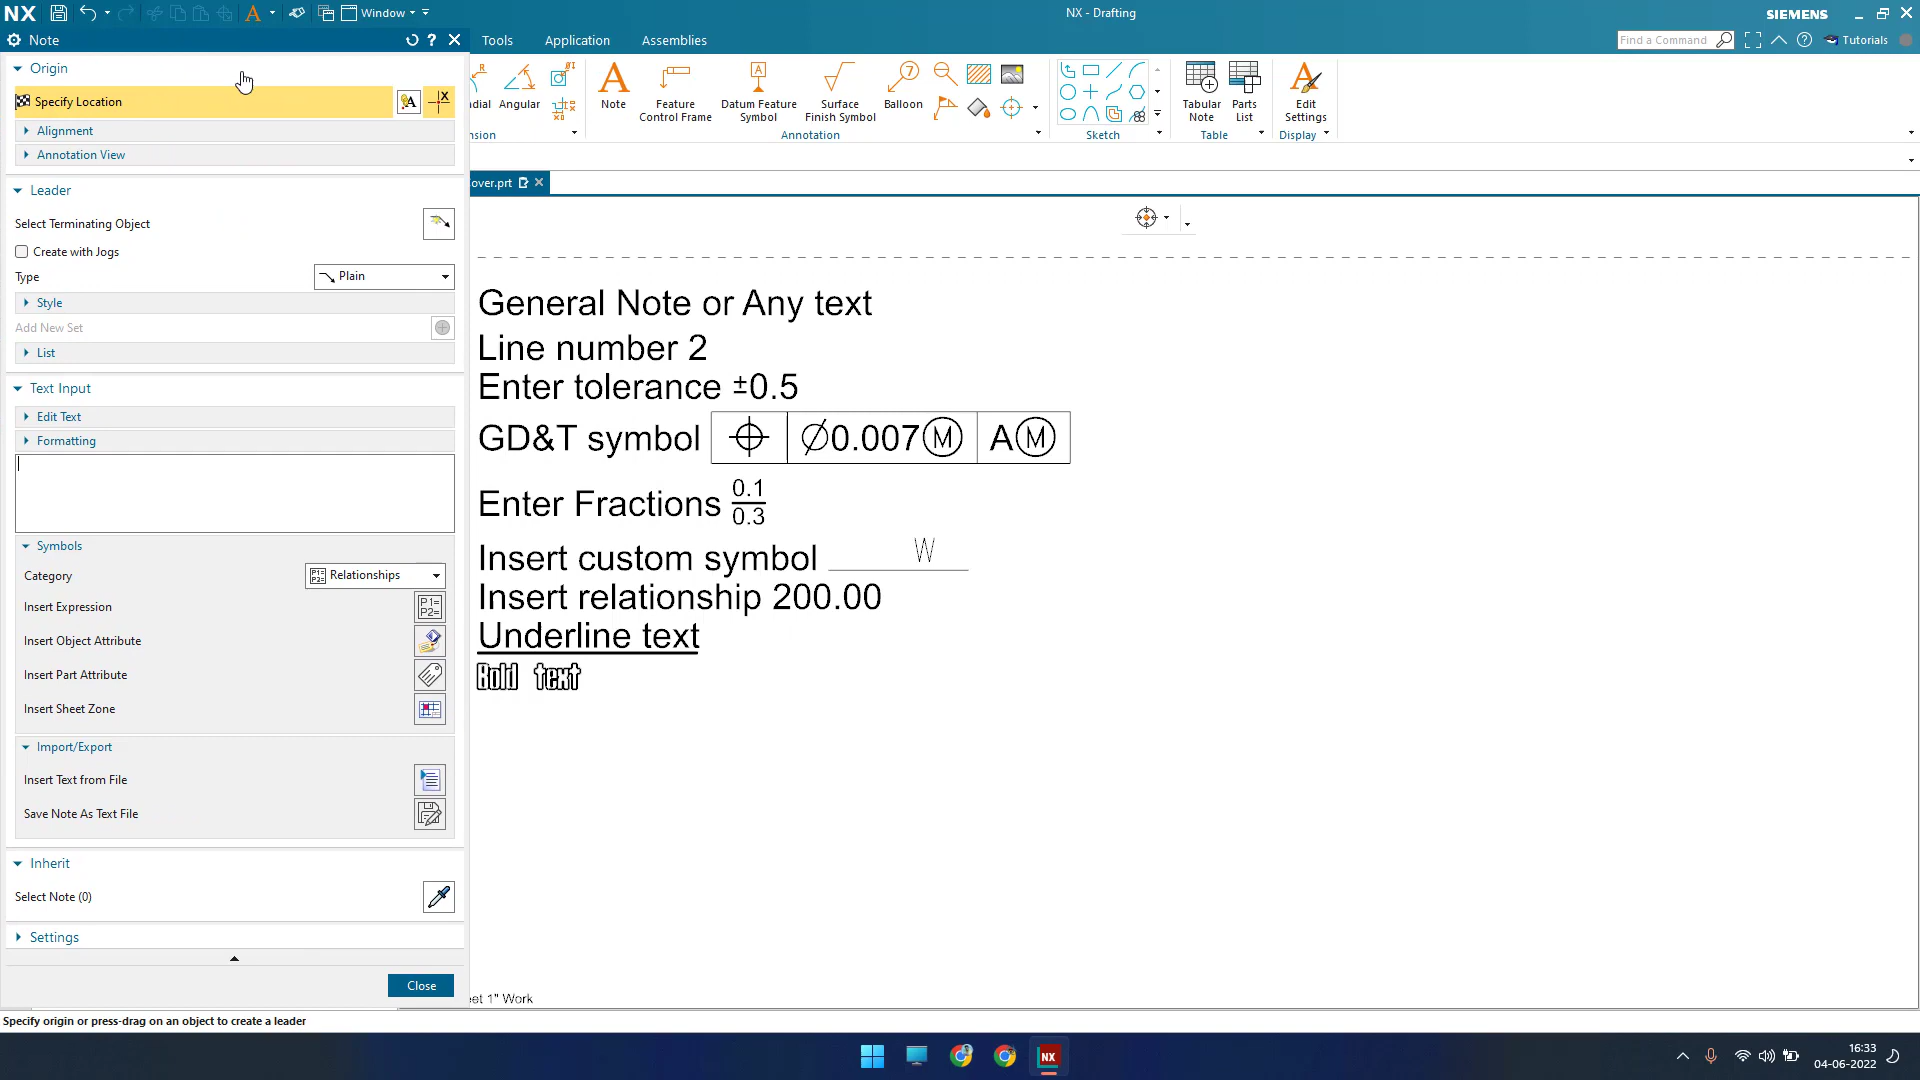 NX
Window
NX - Drafting
SIEMENS
Note
Tools
Application
Assemblies
Find a Command
Tutorials
Origin
Specify Location
Alignment
Annotation View
dial
Angular
Note
Feature Control Frame
Datum Feature Symbol
Surface Finish Symbol
Balloon
Tabular Note
Parts List
Edit Settings
nsion
Annotation
Sketch
Table
Display
over.prt
Leader
Select Terminating Object
Create with Jogs
Type
Plain
Style
Add New Set
List
Text Input
Edit Text
Formatting
Symbols
Category
Relationships
Insert Expression
Insert Object Attribute
Insert Part Attribute
Insert Sheet Zone
Import/Export
Insert Text from File
Save Note As Text File
Inherit
Select Note (0)
Settings
Close
General Note or Any text
Line number 2
Enter tolerance ±0.5
GD&T symbol ⌖ ∅0.007Ⓜ AⓂ
Enter Fractions 0.1/0.3
Insert custom symbol W
Insert relationship 200.00
Underline text
Bold text
eet 1" Work
Specify origin or press-drag on an object to create a leader
NX
16:33
04-06-2022